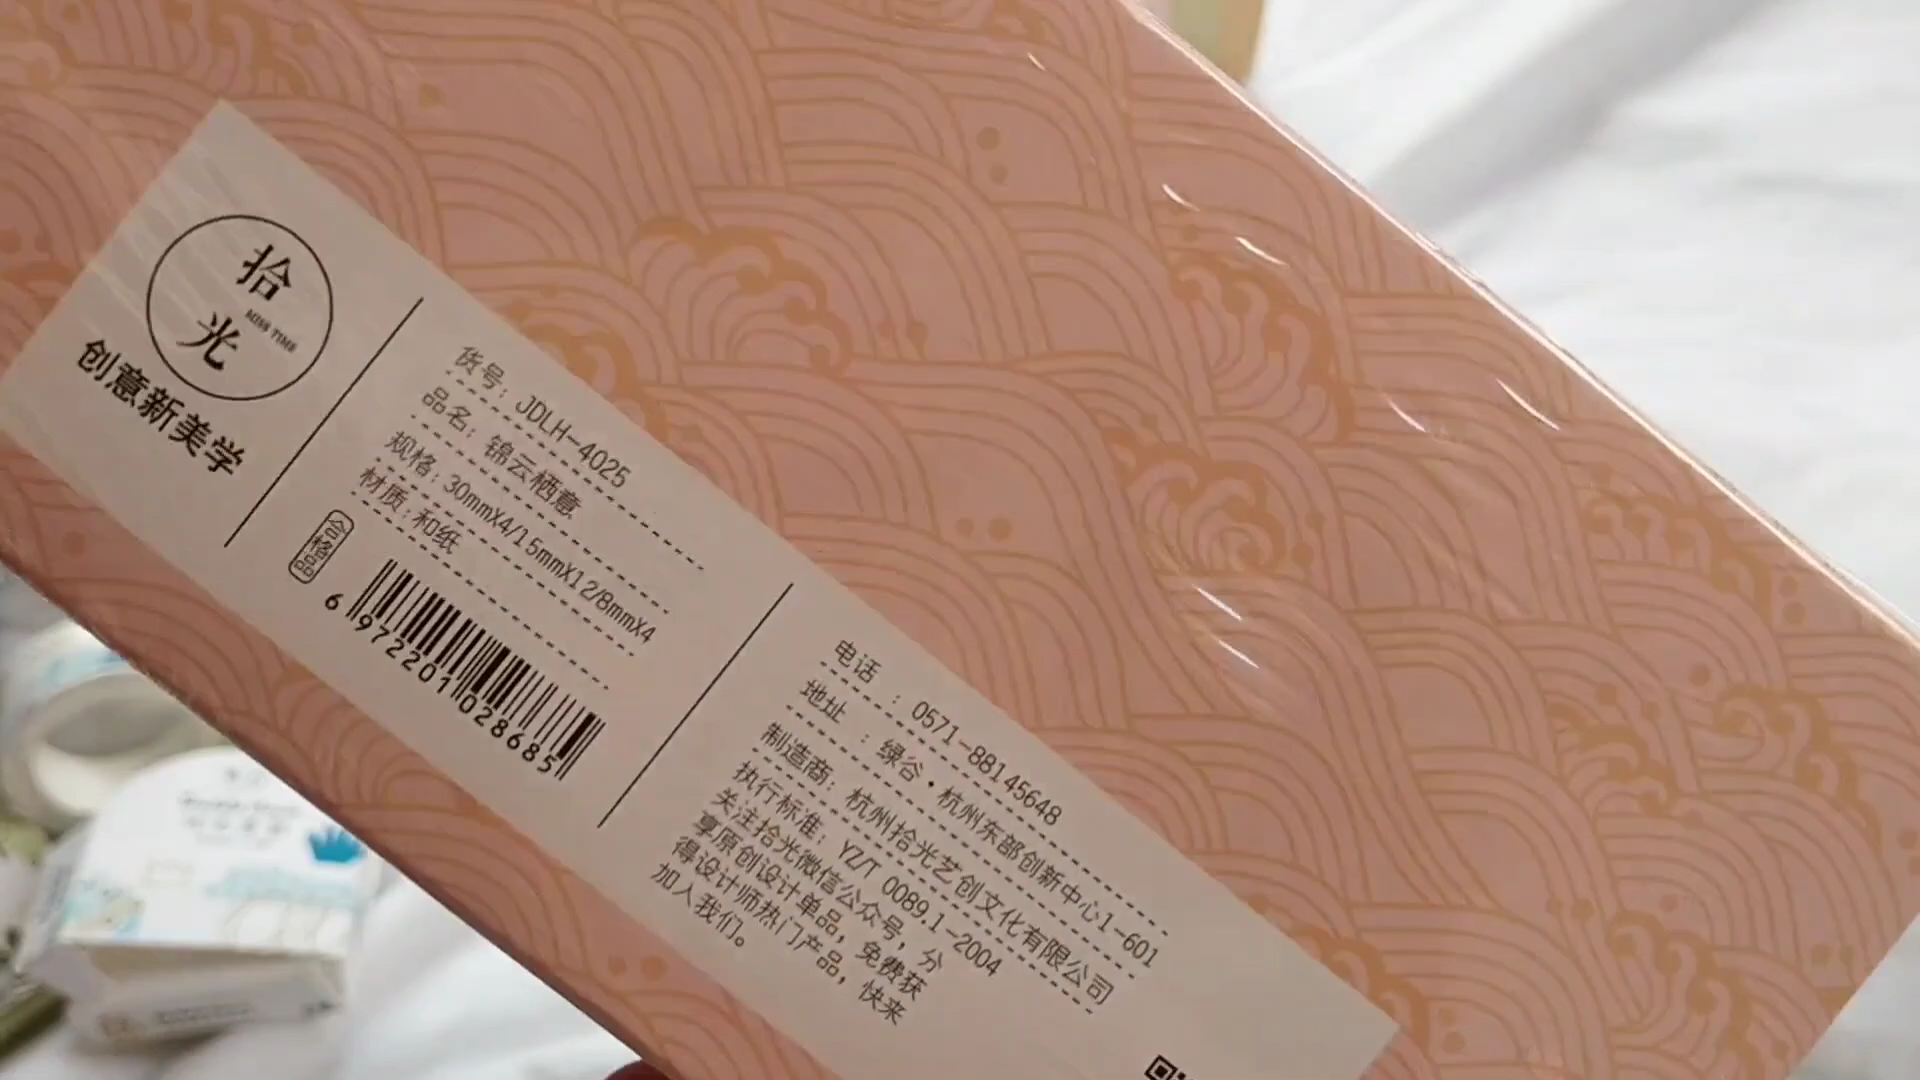 拾光
MISS TIME
创意新美学
货号：JDLH-4025
品名：锦云栖意
规格：30mmX4/15mmX12/8mmX4
材质：和纸
合格品
6 972201 028685
电话：0571-88145648
地址：绿谷·杭州东部创新中心1-601
制造商：杭州拾光艺创文化有限公司
执行标准：YZ/T 0089.1-2004
关注拾光微信公众号，分
享原创设计单品，免费获
得设计师热门产品，快来
加入我们。